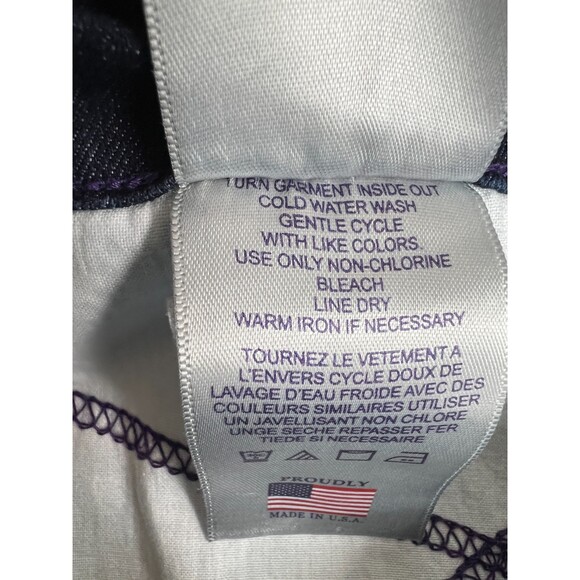 TURN GARMENT INSIDE OUT
COLD WATER WASH
GENTLE CYCLE
WITH LIKE COLORS.
USE ONLY NON-CHLORINE
BLEACH
LINE DRY
WARM IRON IF NECESSARY
TOURNEZ LE VETEMENT A
L'ENVERS CYCLE DOUX DE
LAVAGE D'EAU FROIDE AVEC DES
COULEURS SIMILAIRES UTILISER
UN JAVELLISANT NON CHLORE
UNGE SECHE REPASSER FER
TIEDE SI NECESSAIRE
PROUDLY
MADE IN U.S.A.